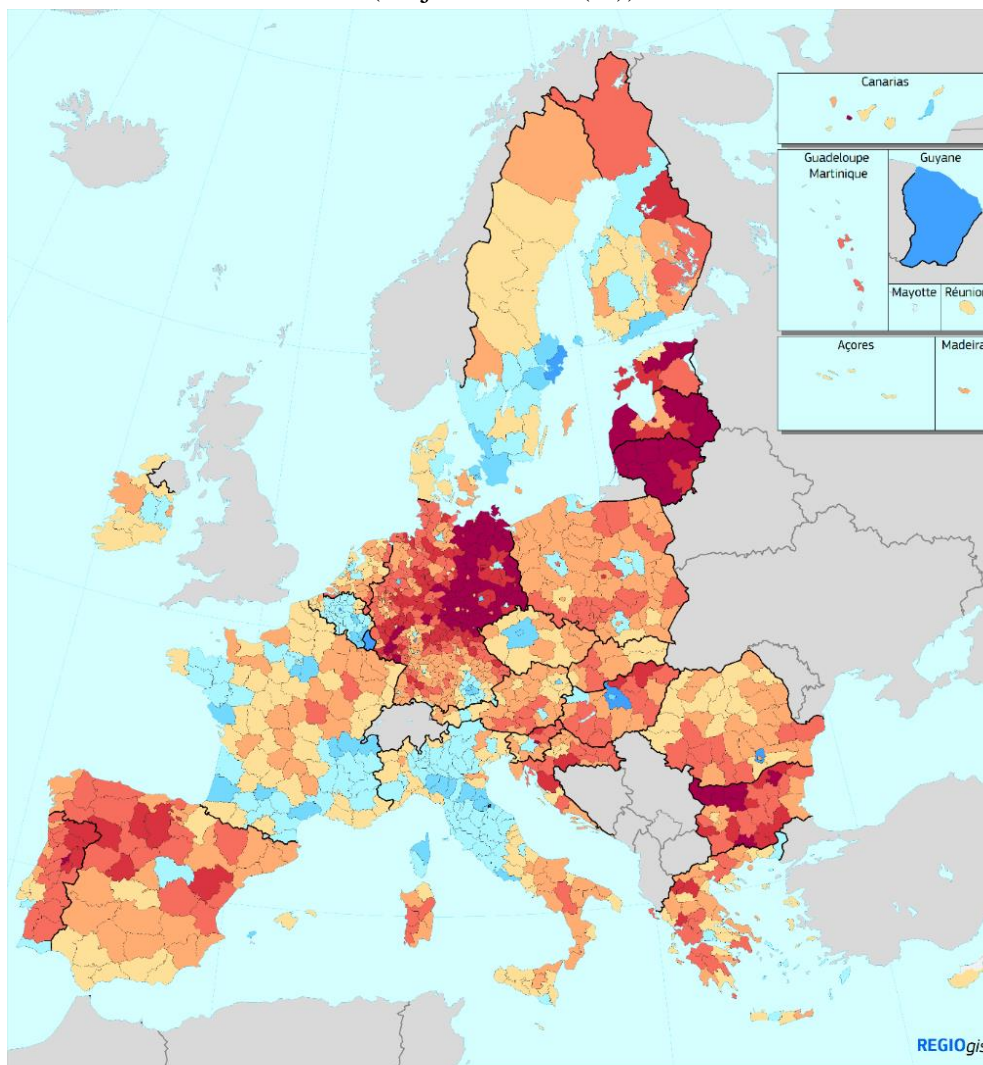 Canarias
Guadeloupe
Martinique
Guyane
Mayotte
Réunion
Açores
Madeira
REGIOgis